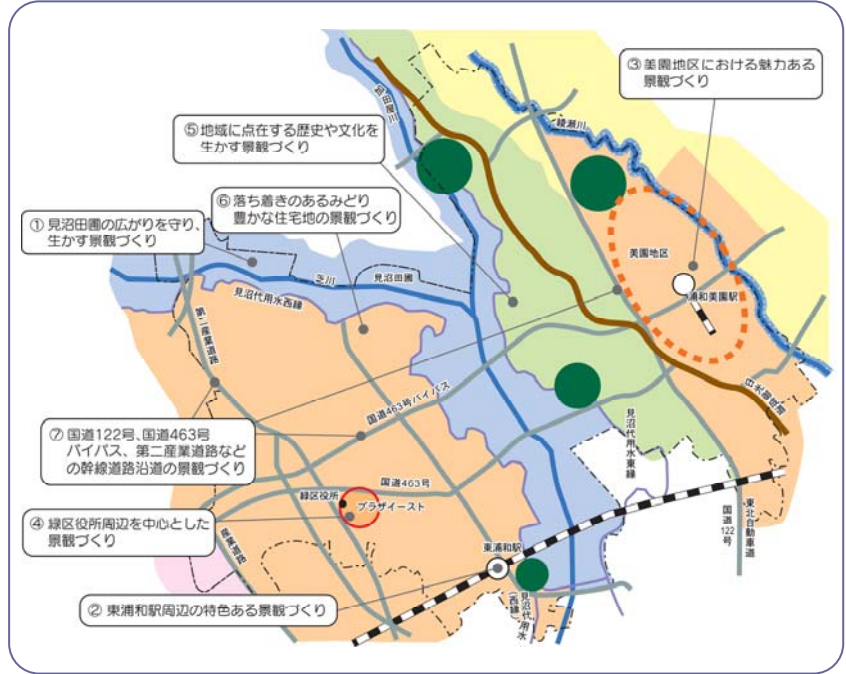 ③ 美園地区における魅力ある
景観づくり
綾瀬川
⑤ 地域に点在する歴史や文化を
生かす景観づくり
⑥ 落ち着きのあるみどり
豊かな住宅地の景観づくり
① 見沼田圃の広がりを守り、
生かす景観づくり
美園地区
浦和美園駅
芝川
見沼田圃
見沼代用水西縁
第二産業道路
国道463号バイパス
見沼代用水東縁
⑦ 国道122号、国道463号
バイパス、第二産業道路など
の幹線道路沿道の景観づくり
国道463号
緑区役所
プラザイースト
④ 緑区役所周辺を中心とした
景観づくり
産業道路
東浦和駅
国道
122号
東北自動車道
② 東浦和駅周辺の特色ある景観づくり
見沼代用水
(西縁)